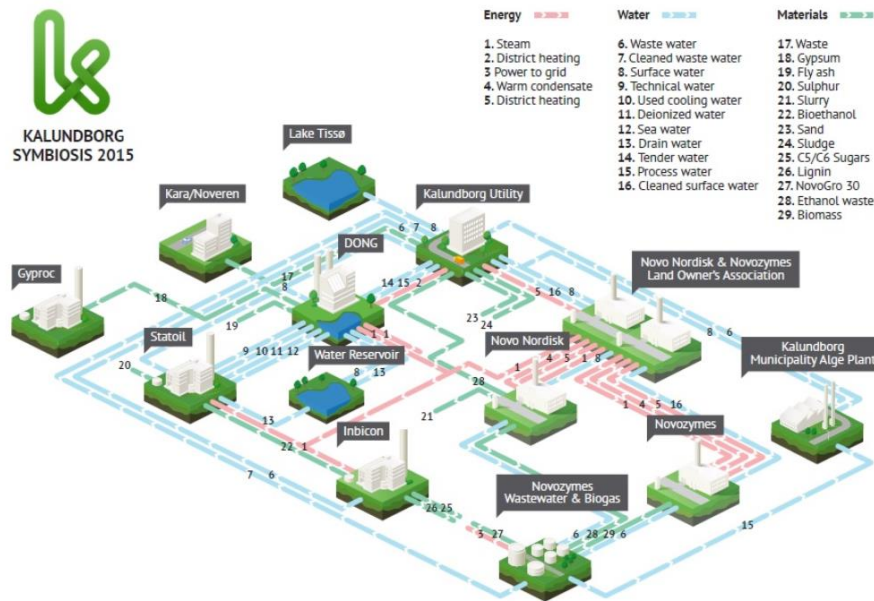 KALUNDBORG
SYMBIOSIS 2015
Energy
1. Steam
2. District heating
3 Power to grid
4. Warm condensate
5. District heating
Water
6. Waste water
7. Cleaned waste water
8. Surface water
9. Technical water
10. Used cooling water
11. Deionized water
12. Sea water
13. Drain water
14. Tender water
15. Process water
16. Cleaned surface water
Materials
17. Waste
18. Gypsum
19. Fly ash
20. Sulphur
21. Slurry
22. Bioethanol
23. Sand
24. Sludge
25. C5/C6 Sugars
26. Lignin
27. NovoGro 30
28. Ethanol waste
29. Biomass
Lake Tissø
Kara/Noveren
Kalundborg Utility
6 7 8
DONG
Gyproc
Novo Nordisk & Novozymes
Land Owner's Association
17
8
14 15 2
5 16 8
18
23
24
19
Statoil
1 1
8 6
9 10 11 12
Water Reservoir
Novo Nordisk
Kalundborg
Municipality Alge Plant
20
8 13
1 4 5 1 8
28
1 4 5 16
13
21
Inbicon
Novozymes
22 1
7 6
Novozymes
Wastewater & Biogas
26 25
3 27
6 28 29 6
15